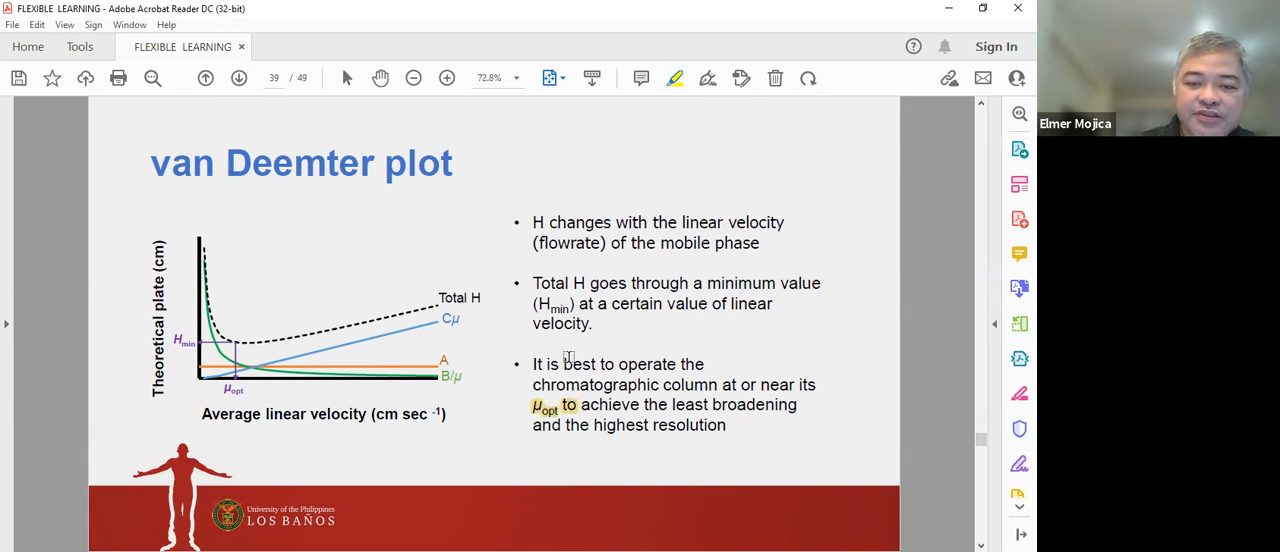 FLEXIBLE LEARNING - Adobe Acrobat Reader DC (32-bit)
File Edit View Sign Window Help
Home Tools FLEXIBLE LEARNING ×
Sign In
39 / 49
72.8%
Elmer Mojica
van Deemter plot
Theoretical plate (cm)
Total H
Cμ
Hmin
A
B/μ
μopt
Average linear velocity (cm sec -1)
• H changes with the linear velocity
(flowrate) of the mobile phase
• Total H goes through a minimum value
(Hmin) at a certain value of linear
velocity.
• It is best to operate the
chromatographic column at or near its
μopt to achieve the least broadening
and the highest resolution
University of the Philippines
LOS BAÑOS